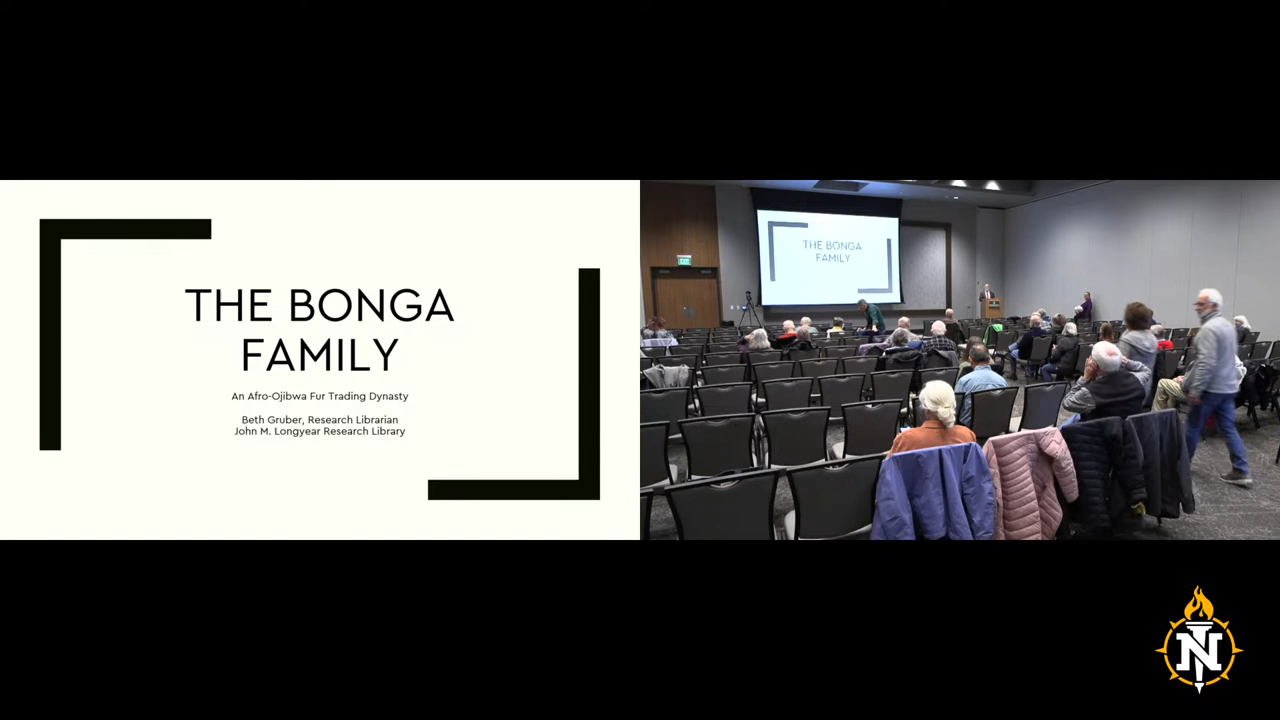 THE BONGA
FAMILY
An Afro-Ojibwa Fur Trading Dynasty
Beth Gruber, Research Librarian
John M. Longyear Research Library
THE BONGA
FAMILY
EXIT
N